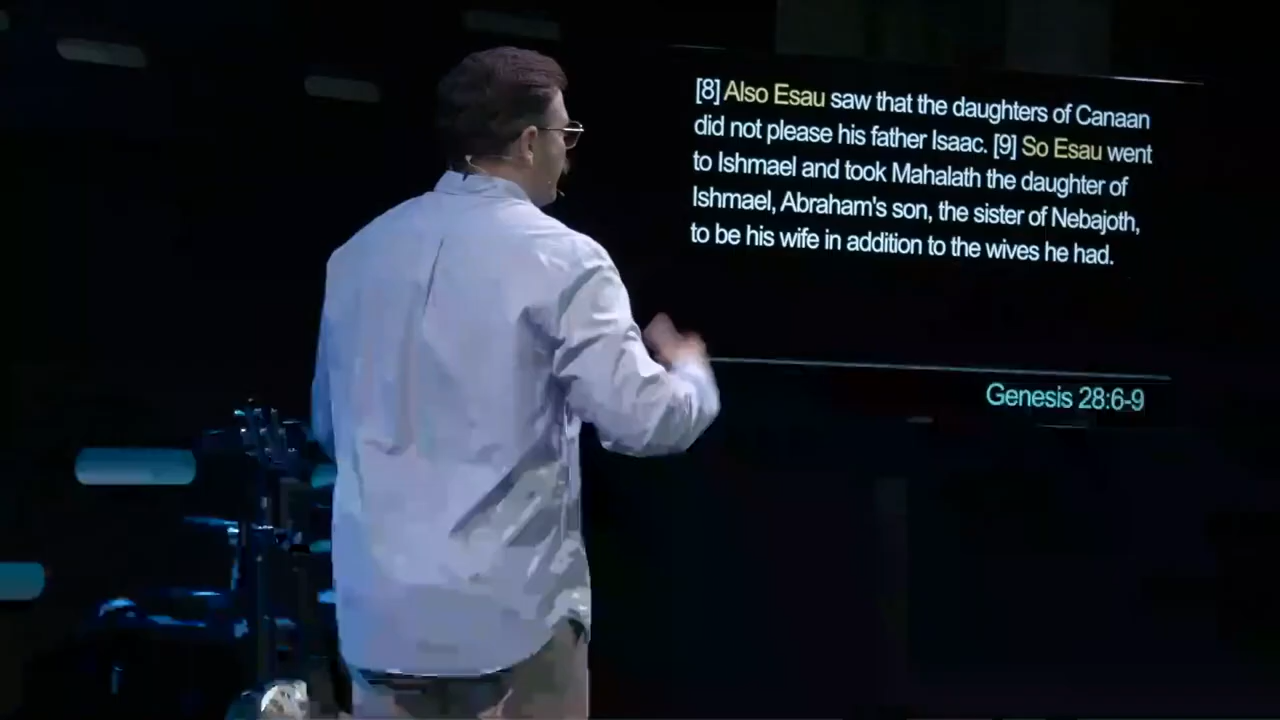 [8] Also Esau saw that the daughters of Canaan
did not please his father Isaac. [9] So Esau went
to Ishmael and took Mahalath the daughter of
Ishmael, Abraham's son, the sister of Nebajoth,
to be his wife in addition to the wives he had.
Genesis 28:6-9